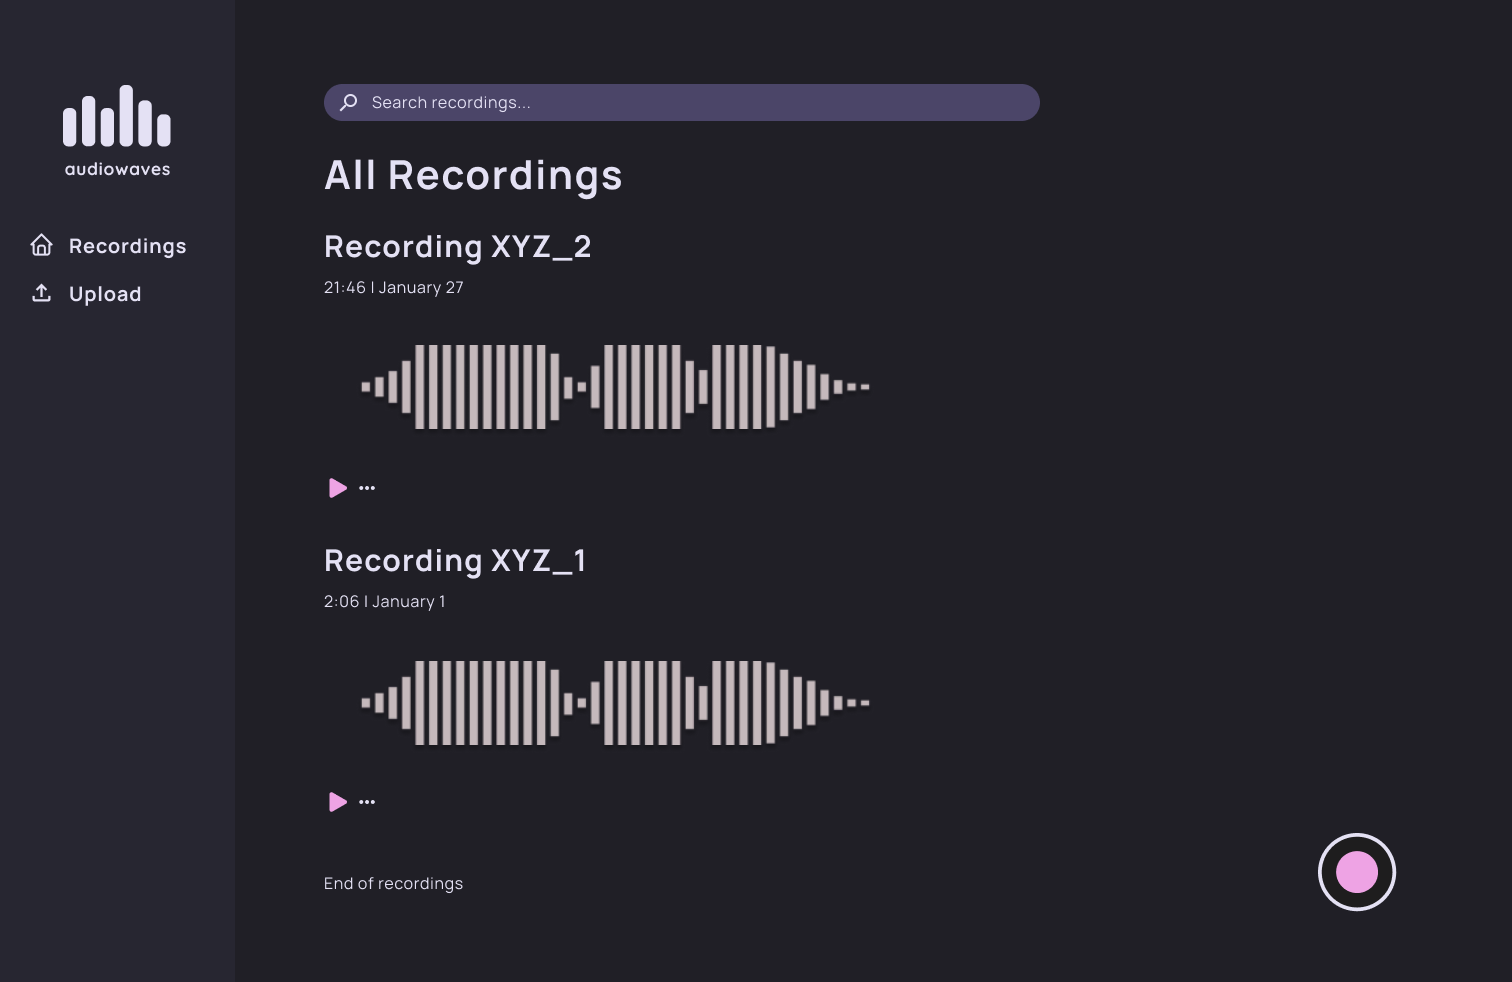 audiowaves
Recordings
Upload
Search recordings...
All Recordings
Recording XYZ_2
21:46 | January 27
Recording XYZ_1
2:06 | January 1
End of recordings